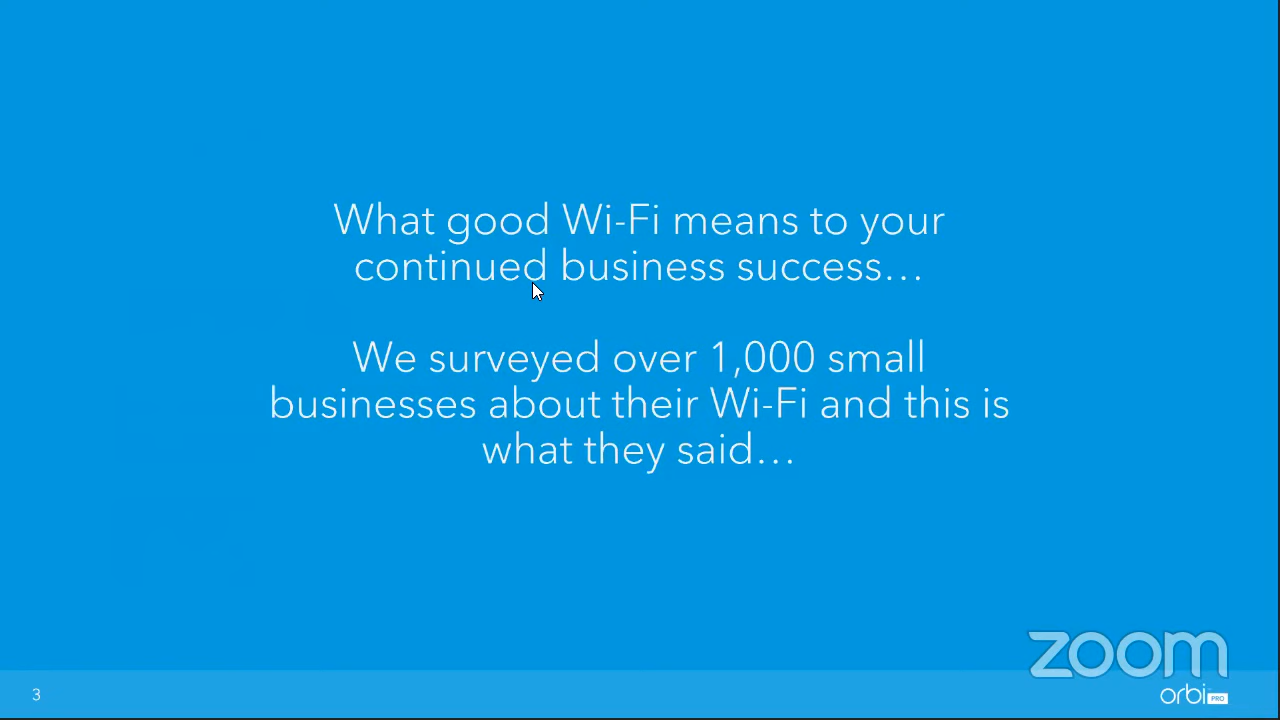 What good Wi-Fi means to your
continued business success…
We surveyed over 1,000 small
businesses about their Wi-Fi and this is
what they said…
zoom
3
orbi PRO